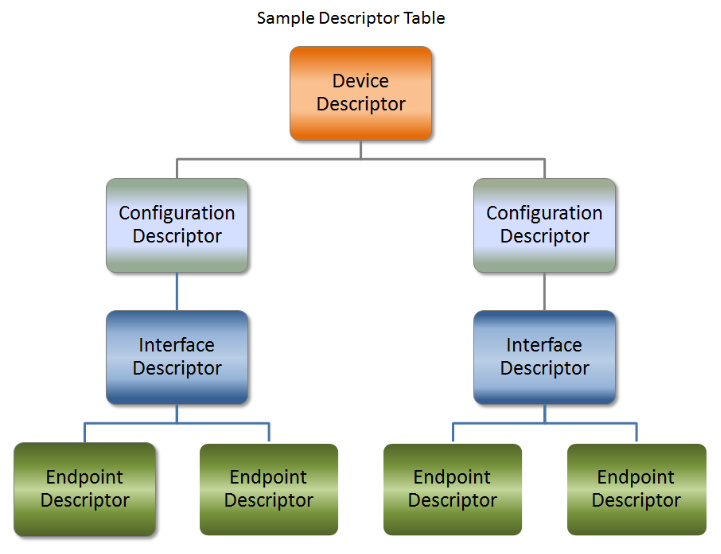 Sample Descriptor Table
Device
Descriptor
Configuration
Descriptor
Configuration
Descriptor
Interface
Descriptor
Interface
Descriptor
Endpoint
Descriptor
Endpoint
Descriptor
Endpoint
Descriptor
Endpoint
Descriptor